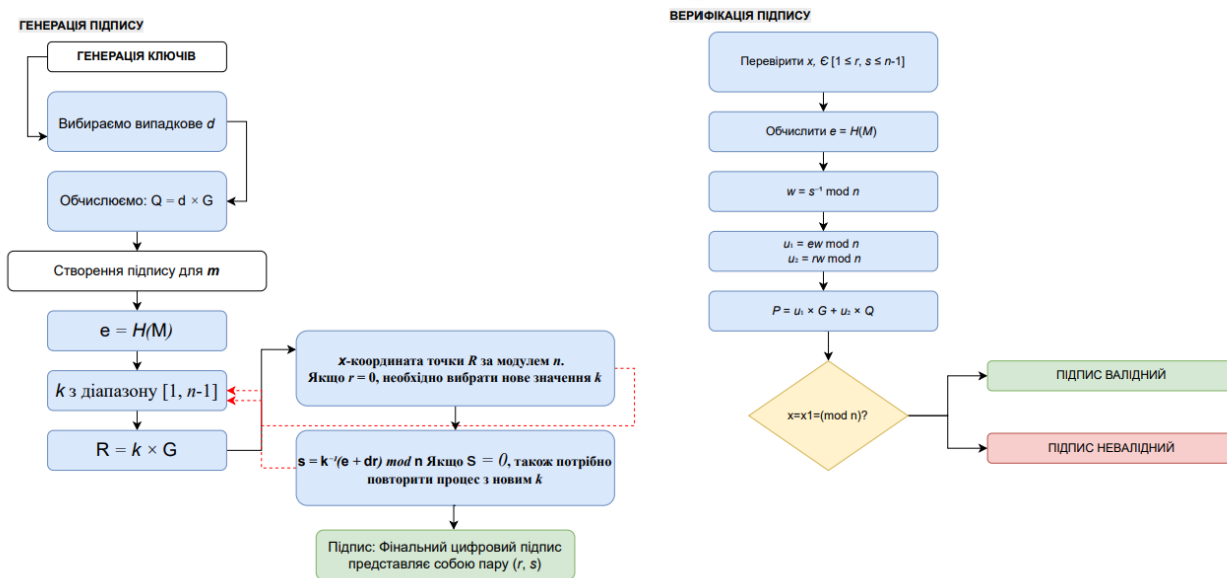 ГЕНЕРАЦІЯ ПІДПИСУ
ГЕНЕРАЦІЯ КЛЮЧІВ
Вибираємо випадкове d
Обчислюємо: Q = d × G
Створення підпису для m
e = H(M)
k з діапазону [1, n-1]
R = k × G
x-координата точки R за модулем n.
Якщо r = 0, необхідно вибрати нове значення k
s = k⁻¹(e + dr) mod n Якщо S = 0, також потрібно
повторити процес з новим k
Підпис: Фінальний цифровий підпис
представляє собою пару (r, s)
ВЕРИФІКАЦІЯ ПІДПИСУ
Перевірити x, Є [1 ≤ r, s ≤ n-1]
Обчислити e = H(M)
w = s⁻¹ mod n
u₁ = ew mod n
u₂ = rw mod n
P = u₁ × G + u₂ × Q
x=x1=(mod n)?
ПІДПИС ВАЛІДНИЙ
ПІДПИС НЕВАЛІДНИЙ